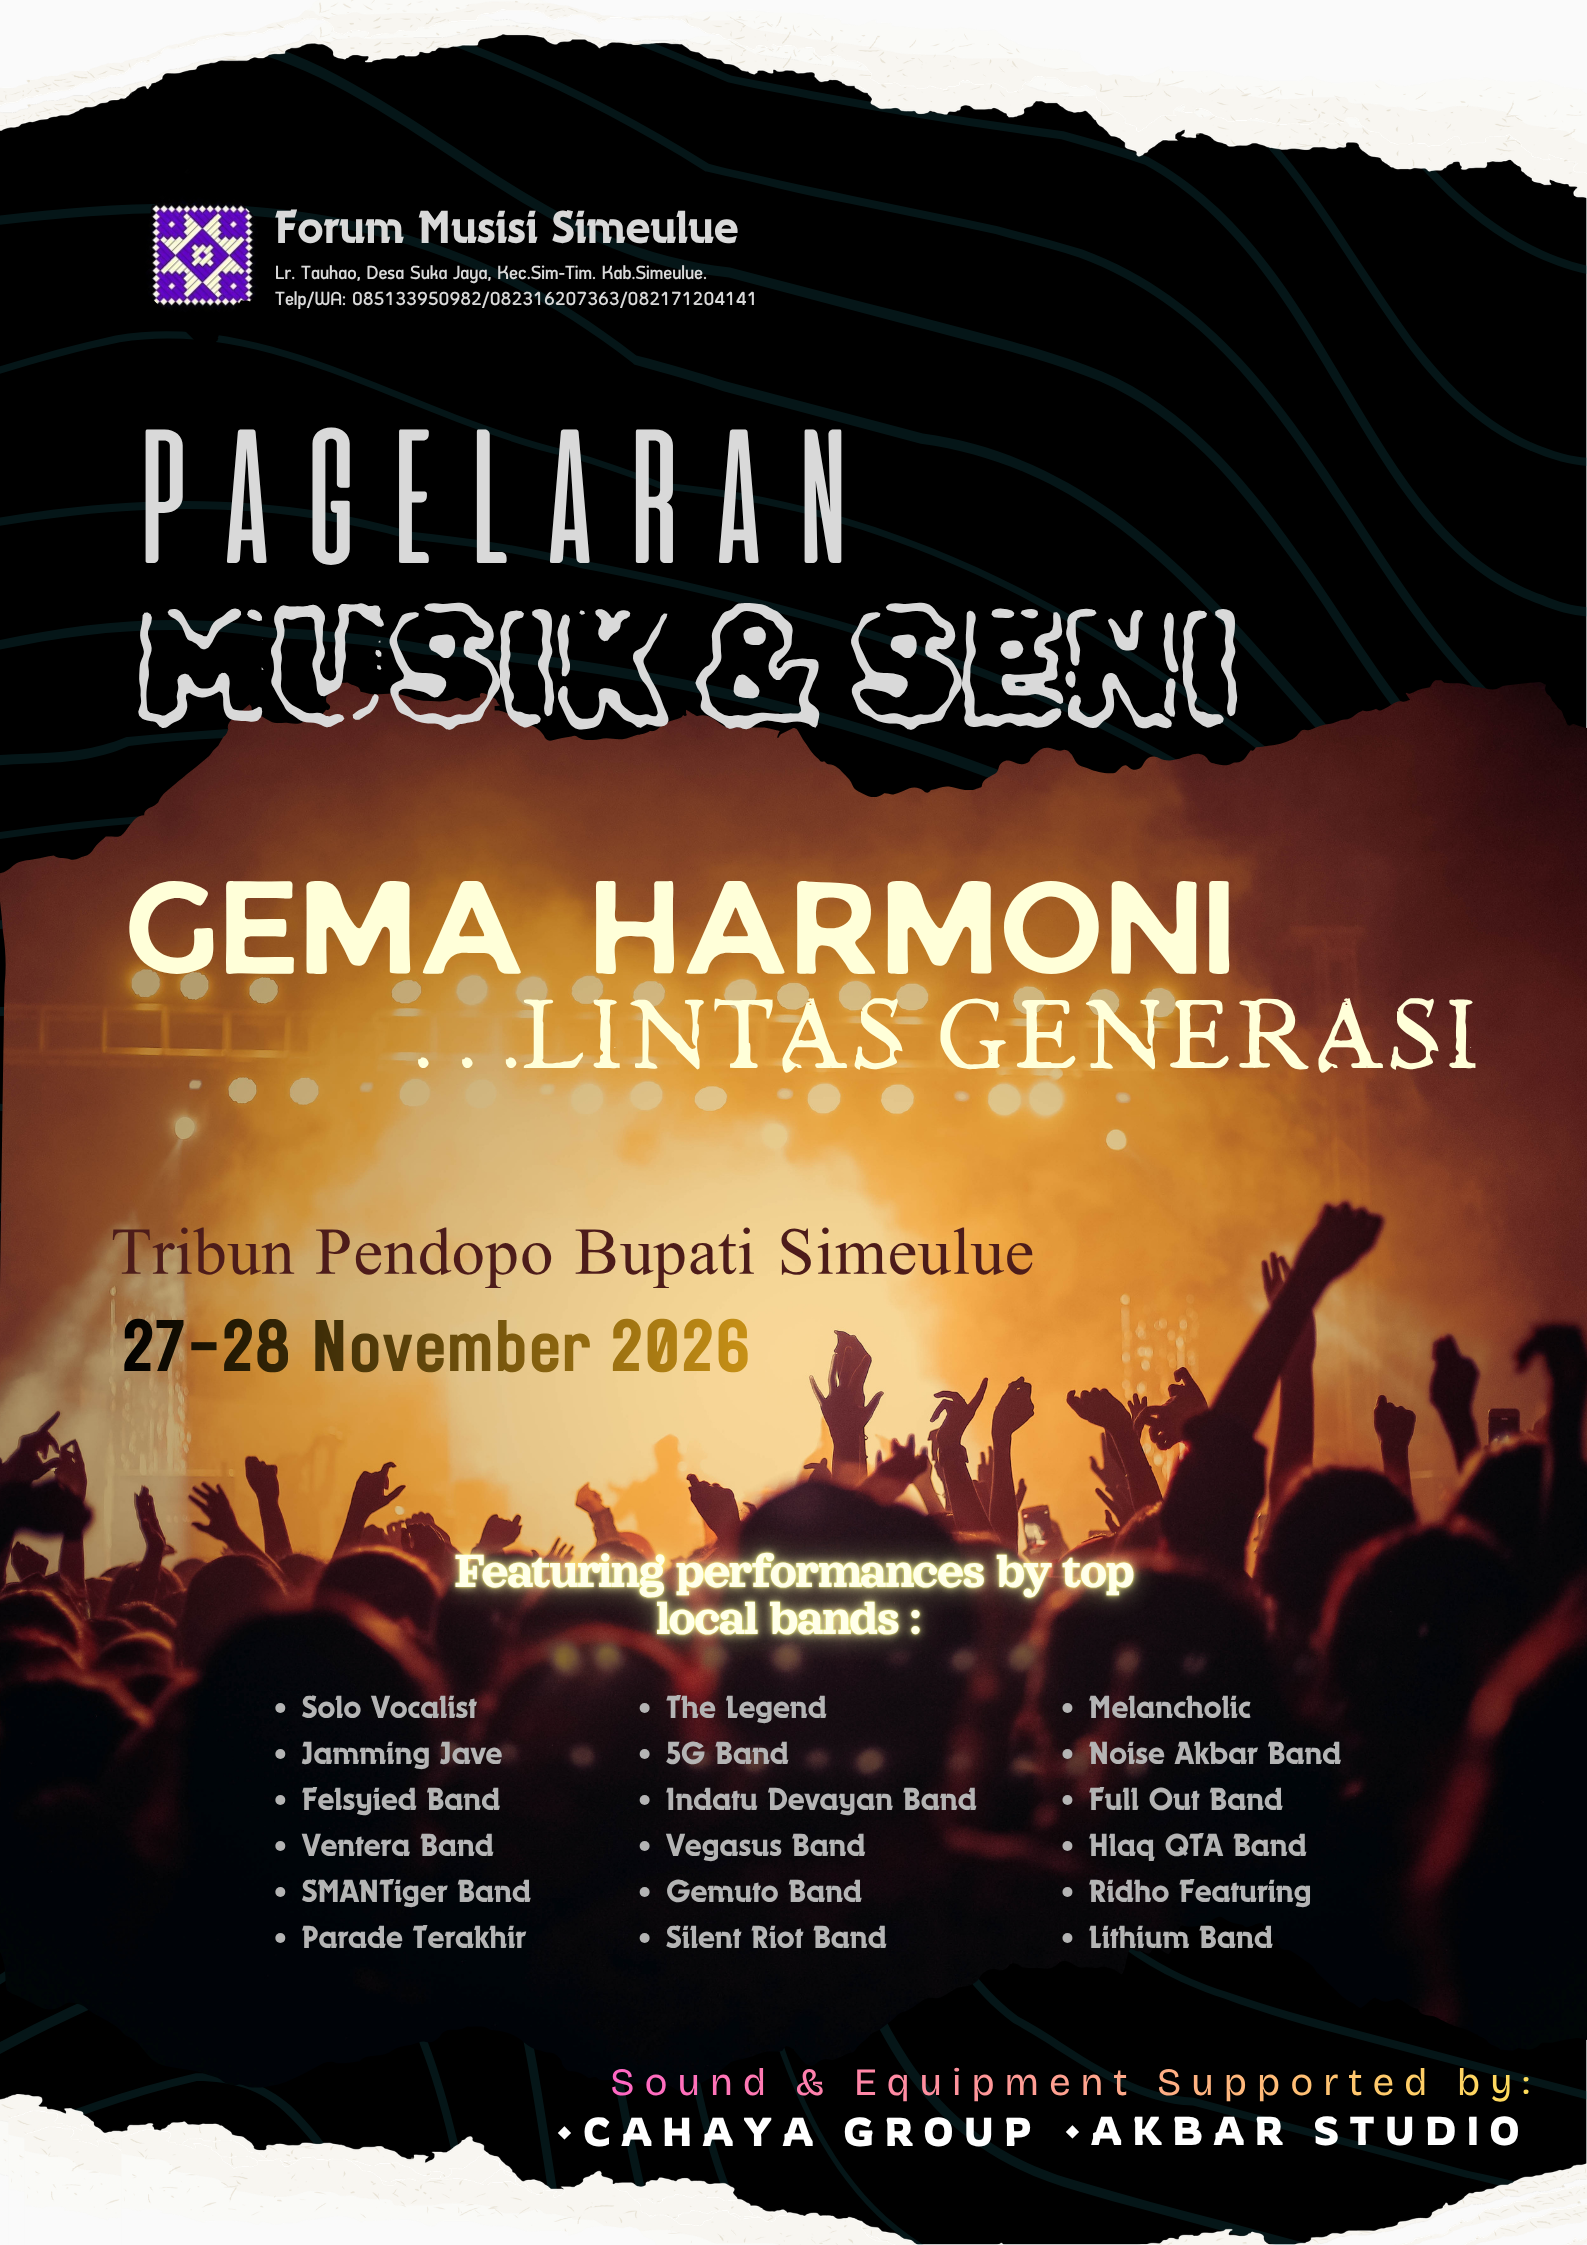 Forum Musisi Simeulue
Lr. Tauhao, Desa Suka Jaya, Kec.Sim-Tim. Kab.Simeulue.
Telp/WA: 085133950982/082316207363/082171204141
PAGELARAN
MUSIK & SENI
GEMA HARMONI
...LINTAS GENERASI
Tribun Pendopo Bupati Simeulue
27-28 November 2026
Featuring performances by top
local bands :
• Solo Vocalist
• Jamming Jave
• Felsyied Band
• Ventera Band
• SMANTiger Band
• Parade Terakhir
• The Legend
• 5G Band
• Indatu Devayan Band
• Vegasus Band
• Gemuto Band
• Silent Riot Band
• Melancholic
• Noise Akbar Band
• Full Out Band
• Hlaq QTA Band
• Ridho Featuring
• Lithium Band
Sound & Equipment Supported by:
◆CAHAYA GROUP ◆AKBAR STUDIO